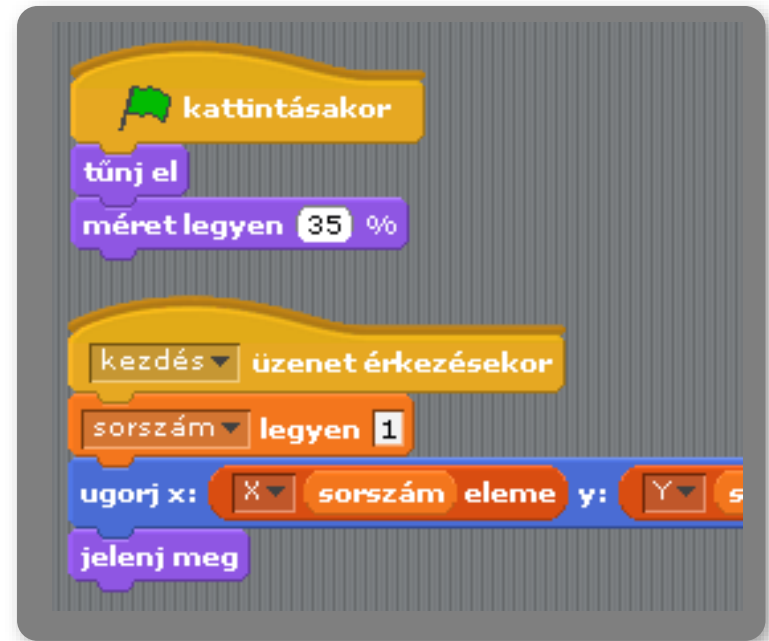 kattintásakor
tűnj el
méret legyen 35 %
kezdés üzenet érkezésekor
sorszám legyen 1
ugorj x: X sorszám eleme y: Y s
jelenj meg